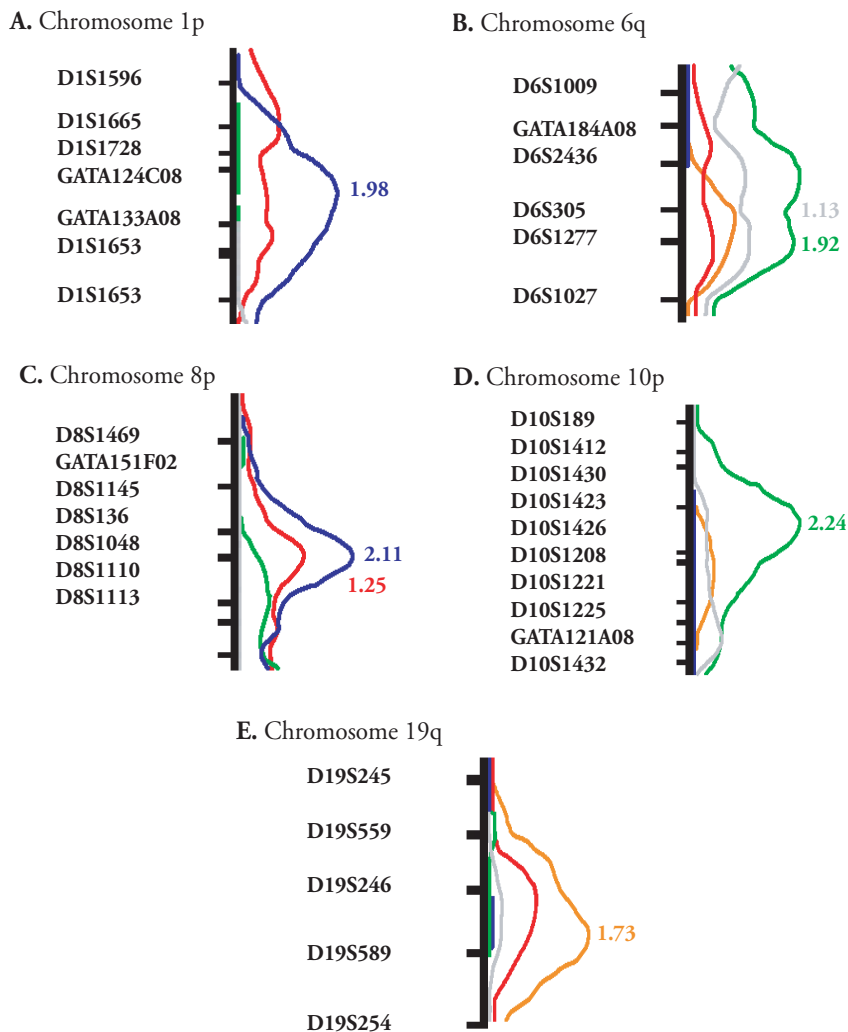 A. Chromosome 1p
D1S1596
D1S1665
D1S1728
GATA124C08
GATA133A08
D1S1653
D1S1653
1.98
B. Chromosome 6q
D6S1009
GATA184A08
D6S2436
D6S305
D6S1277
D6S1027
1.13
1.92
C. Chromosome 8p
D8S1469
GATA151F02
D8S1145
D8S136
D8S1048
D8S1110
D8S1113
2.11
1.25
D. Chromosome 10p
D10S189
D10S1412
D10S1430
D10S1423
D10S1426
D10S1208
D10S1221
D10S1225
GATA121A08
D10S1432
2.24
E. Chromosome 19q
D19S245
D19S559
D19S246
D19S589
D19S254
1.73